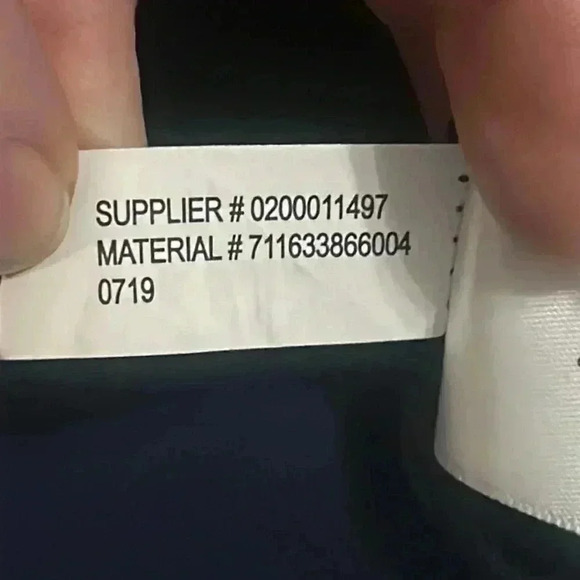 SUPPLIER # 0200011497
MATERIAL # 711633866004
0719